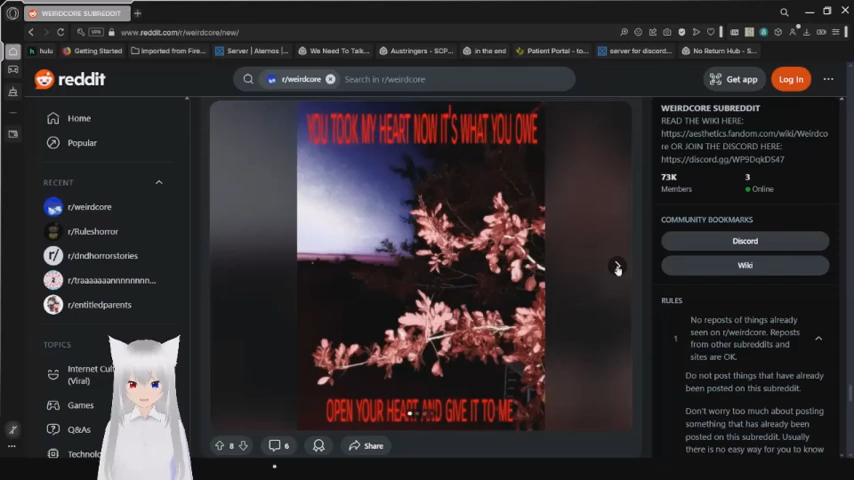 WEIRDCORE SUBREDDIT
www.reddit.com/r/weirdcore/new/
hulu
Getting Started
Imported from Fire...
Server | Aternos |
We Need To Talk...
Austringers - SCP...
in the end
Patient Portal - to...
server for discord...
No Return Hub - S...
reddit
r/weirdcore
Search in r/weirdcore
Get app
Log In
Home
Popular
RECENT
r/weirdcore
r/Ruleshorror
r/dndhorrorstories
r/traaaaaaannnnnnn...
r/entitledparents
TOPICS
Internet Cul
(Viral)
Games
Q&As
Technolo
YOU TOOK MY HEART NOW IT'S WHAT YOU OWE
OPEN YOUR HEART AND GIVE IT TO ME
8
6
Share
WEIRDCORE SUBREDDIT
READ THE WIKI HERE:
https://aesthetics.fandom.com/wiki/Weirdco
re OR JOIN THE DISCORD HERE:
https://discord.gg/WP9DqkDS47
73K
3
Members
Online
COMMUNITY BOOKMARKS
Discord
Wiki
RULES
1
No reposts of things already
seen on r/weirdcore. Reposts
from other subreddits and
sites are OK.
Do not post things that have already
been posted on this subreddit.
Don't worry too much about posting
something that has already been
posted on this subreddit. Usually
there is no easy way for you to know